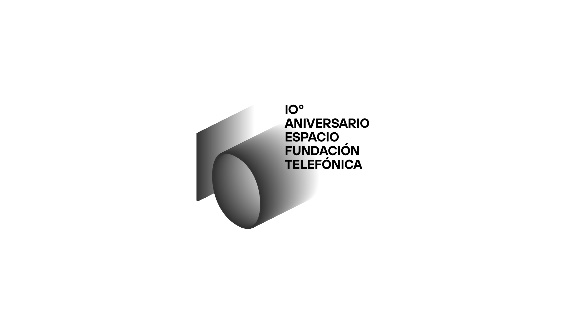 10º
ANIVERSARIO
ESPACIO
FUNDACIÓN
TELEFÓNICA